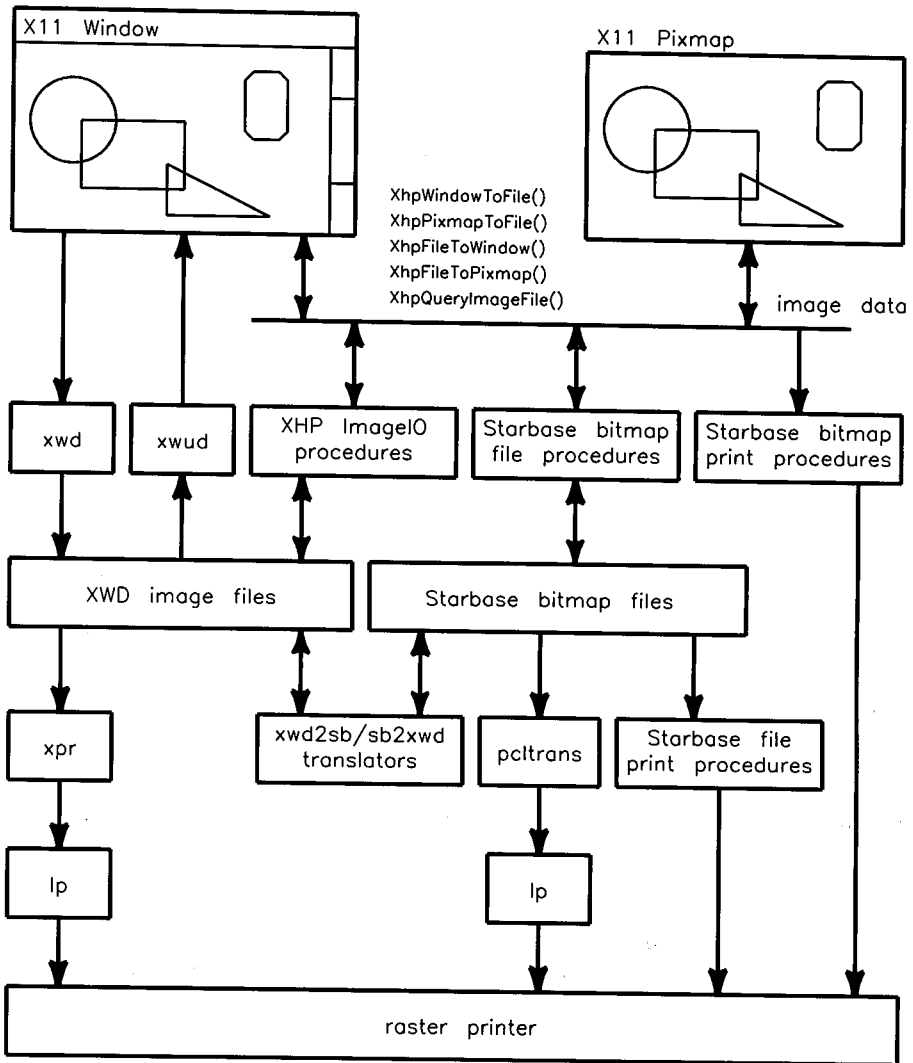 X11 Window
X11 Pixmap
XhpWindowToFile()
XhpPixmapToFile()
XhpFileToWindow()
XhpFileToPixmap()
XhpQueryImageFile()
image data
xwd
xwud
XHP ImageIO
procedures
Starbase bitmap
file procedures
Starbase bitmap
print procedures
XWD image files
Starbase bitmap files
xpr
xwd2sb/sb2xwd
translators
pcltrans
Starbase file
print procedures
lp
lp
raster printer